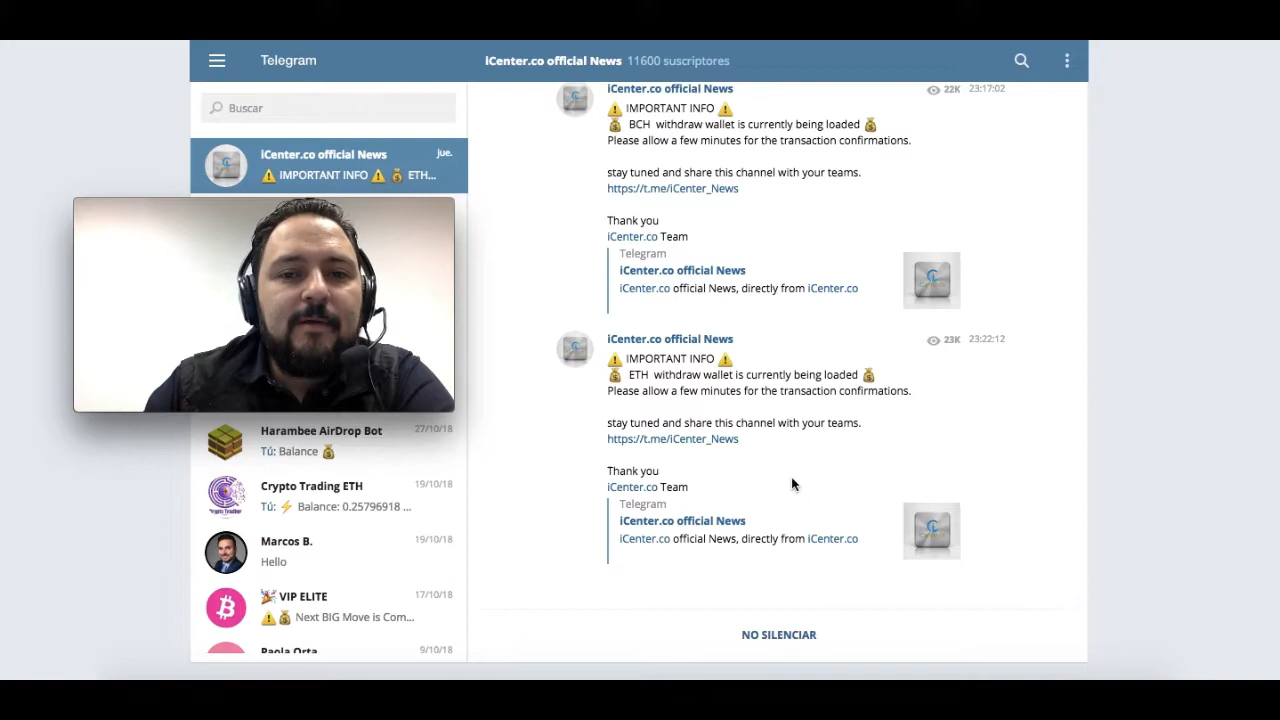 Telegram
iCenter.co official News 11600 suscriptores
Buscar
iCenter.co official News jue.
⚠️ IMPORTANT INFO ⚠️ 💰 ETH...
Harambee AirDrop Bot 27/10/18
Tú: Balance 💰
Crypto Trading ETH 19/10/18
Tú: ⚡ Balance: 0.25796918 ...
Marcos B. 19/10/18
Hello
🎉 VIP ELITE 17/10/18
⚠️💰 Next BIG Move is Com...
Paola Orta 9/10/18
iCenter.co official News 22K 23:17:02
⚠️ IMPORTANT INFO ⚠️
💰 BCH withdraw wallet is currently being loaded 💰
Please allow a few minutes for the transaction confirmations.
stay tuned and share this channel with your teams.
https://t.me/iCenter_News
Thank you
iCenter.co Team
Telegram
iCenter.co official News
iCenter.co official News, directly from iCenter.co
iCenter.co official News 23K 23:22:12
⚠️ IMPORTANT INFO ⚠️
💰 ETH withdraw wallet is currently being loaded 💰
Please allow a few minutes for the transaction confirmations.
stay tuned and share this channel with your teams.
https://t.me/iCenter_News
Thank you
iCenter.co Team
Telegram
iCenter.co official News
iCenter.co official News, directly from iCenter.co
NO SILENCIAR